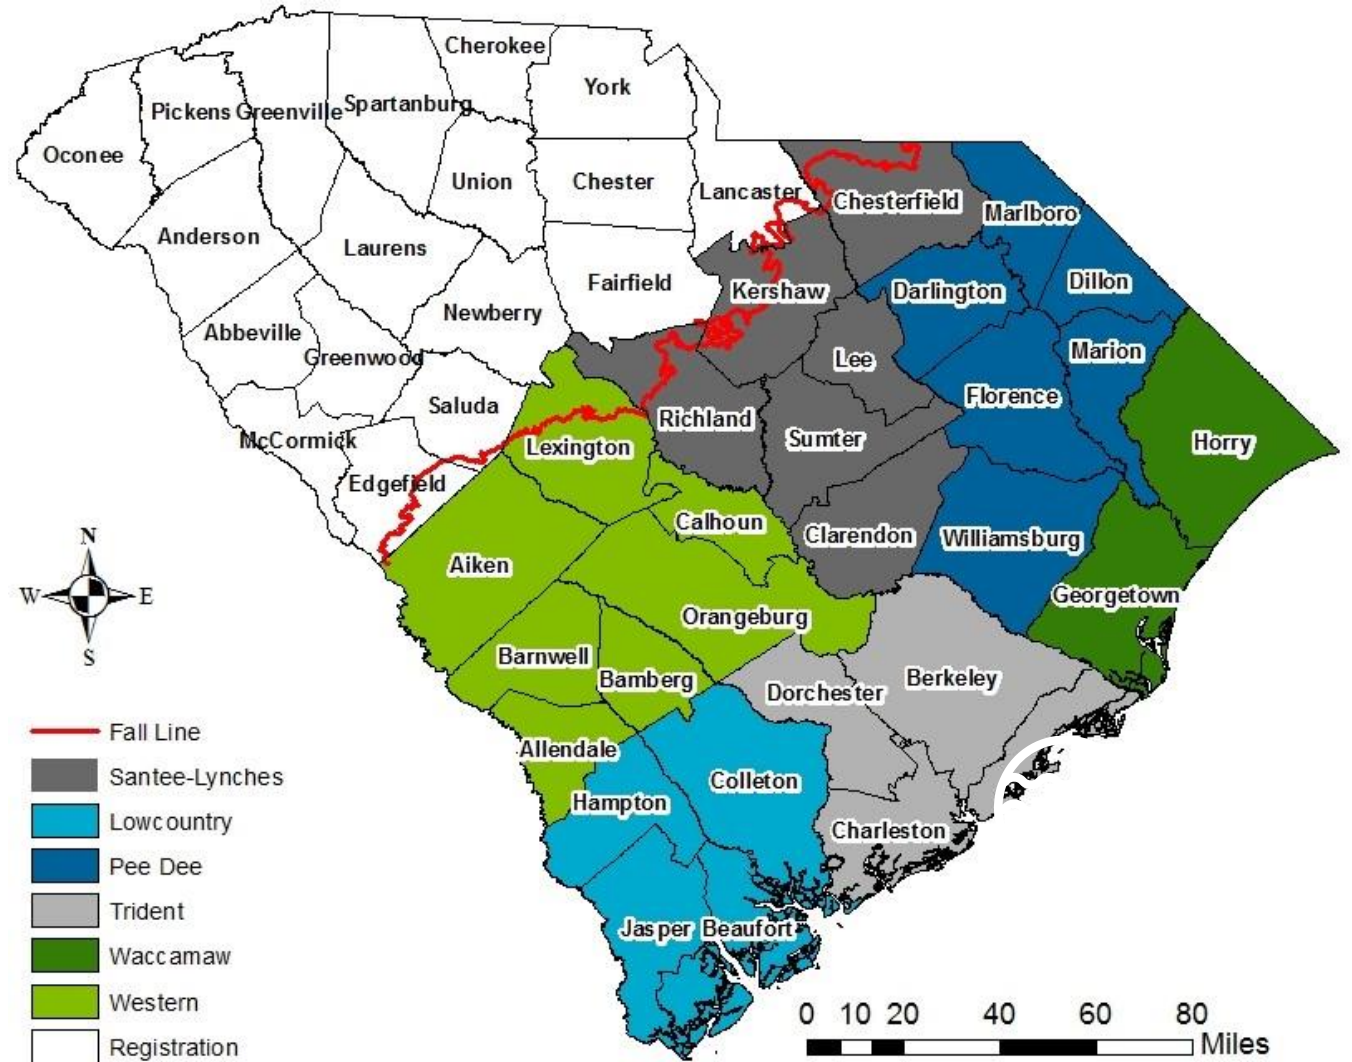 Cherokee
York
Pickens
Greenville
Spartanburg
Oconee
Union
Chester
Lancaster
Chesterfield
Marlboro
Anderson
Laurens
Fairfield
Kershaw
Darlington
Dillon
Abbeville
Newberry
Greenwood
Lee
Marion
Saluda
Florence
McCormick
Richland
Sumter
Horry
Lexington
Edgefield
Calhoun
Clarendon
Williamsburg
Aiken
Georgetown
Orangeburg
Barnwell
Bamberg
Dorchester
Berkeley
Allendale
Hampton
Colleton
Charleston
Jasper
Beaufort
N
W
E
S
Fall Line
Santee-Lynches
Lowcountry
Pee Dee
Trident
Waccamaw
Western
Registration
0 10 20 40 60 80
Miles